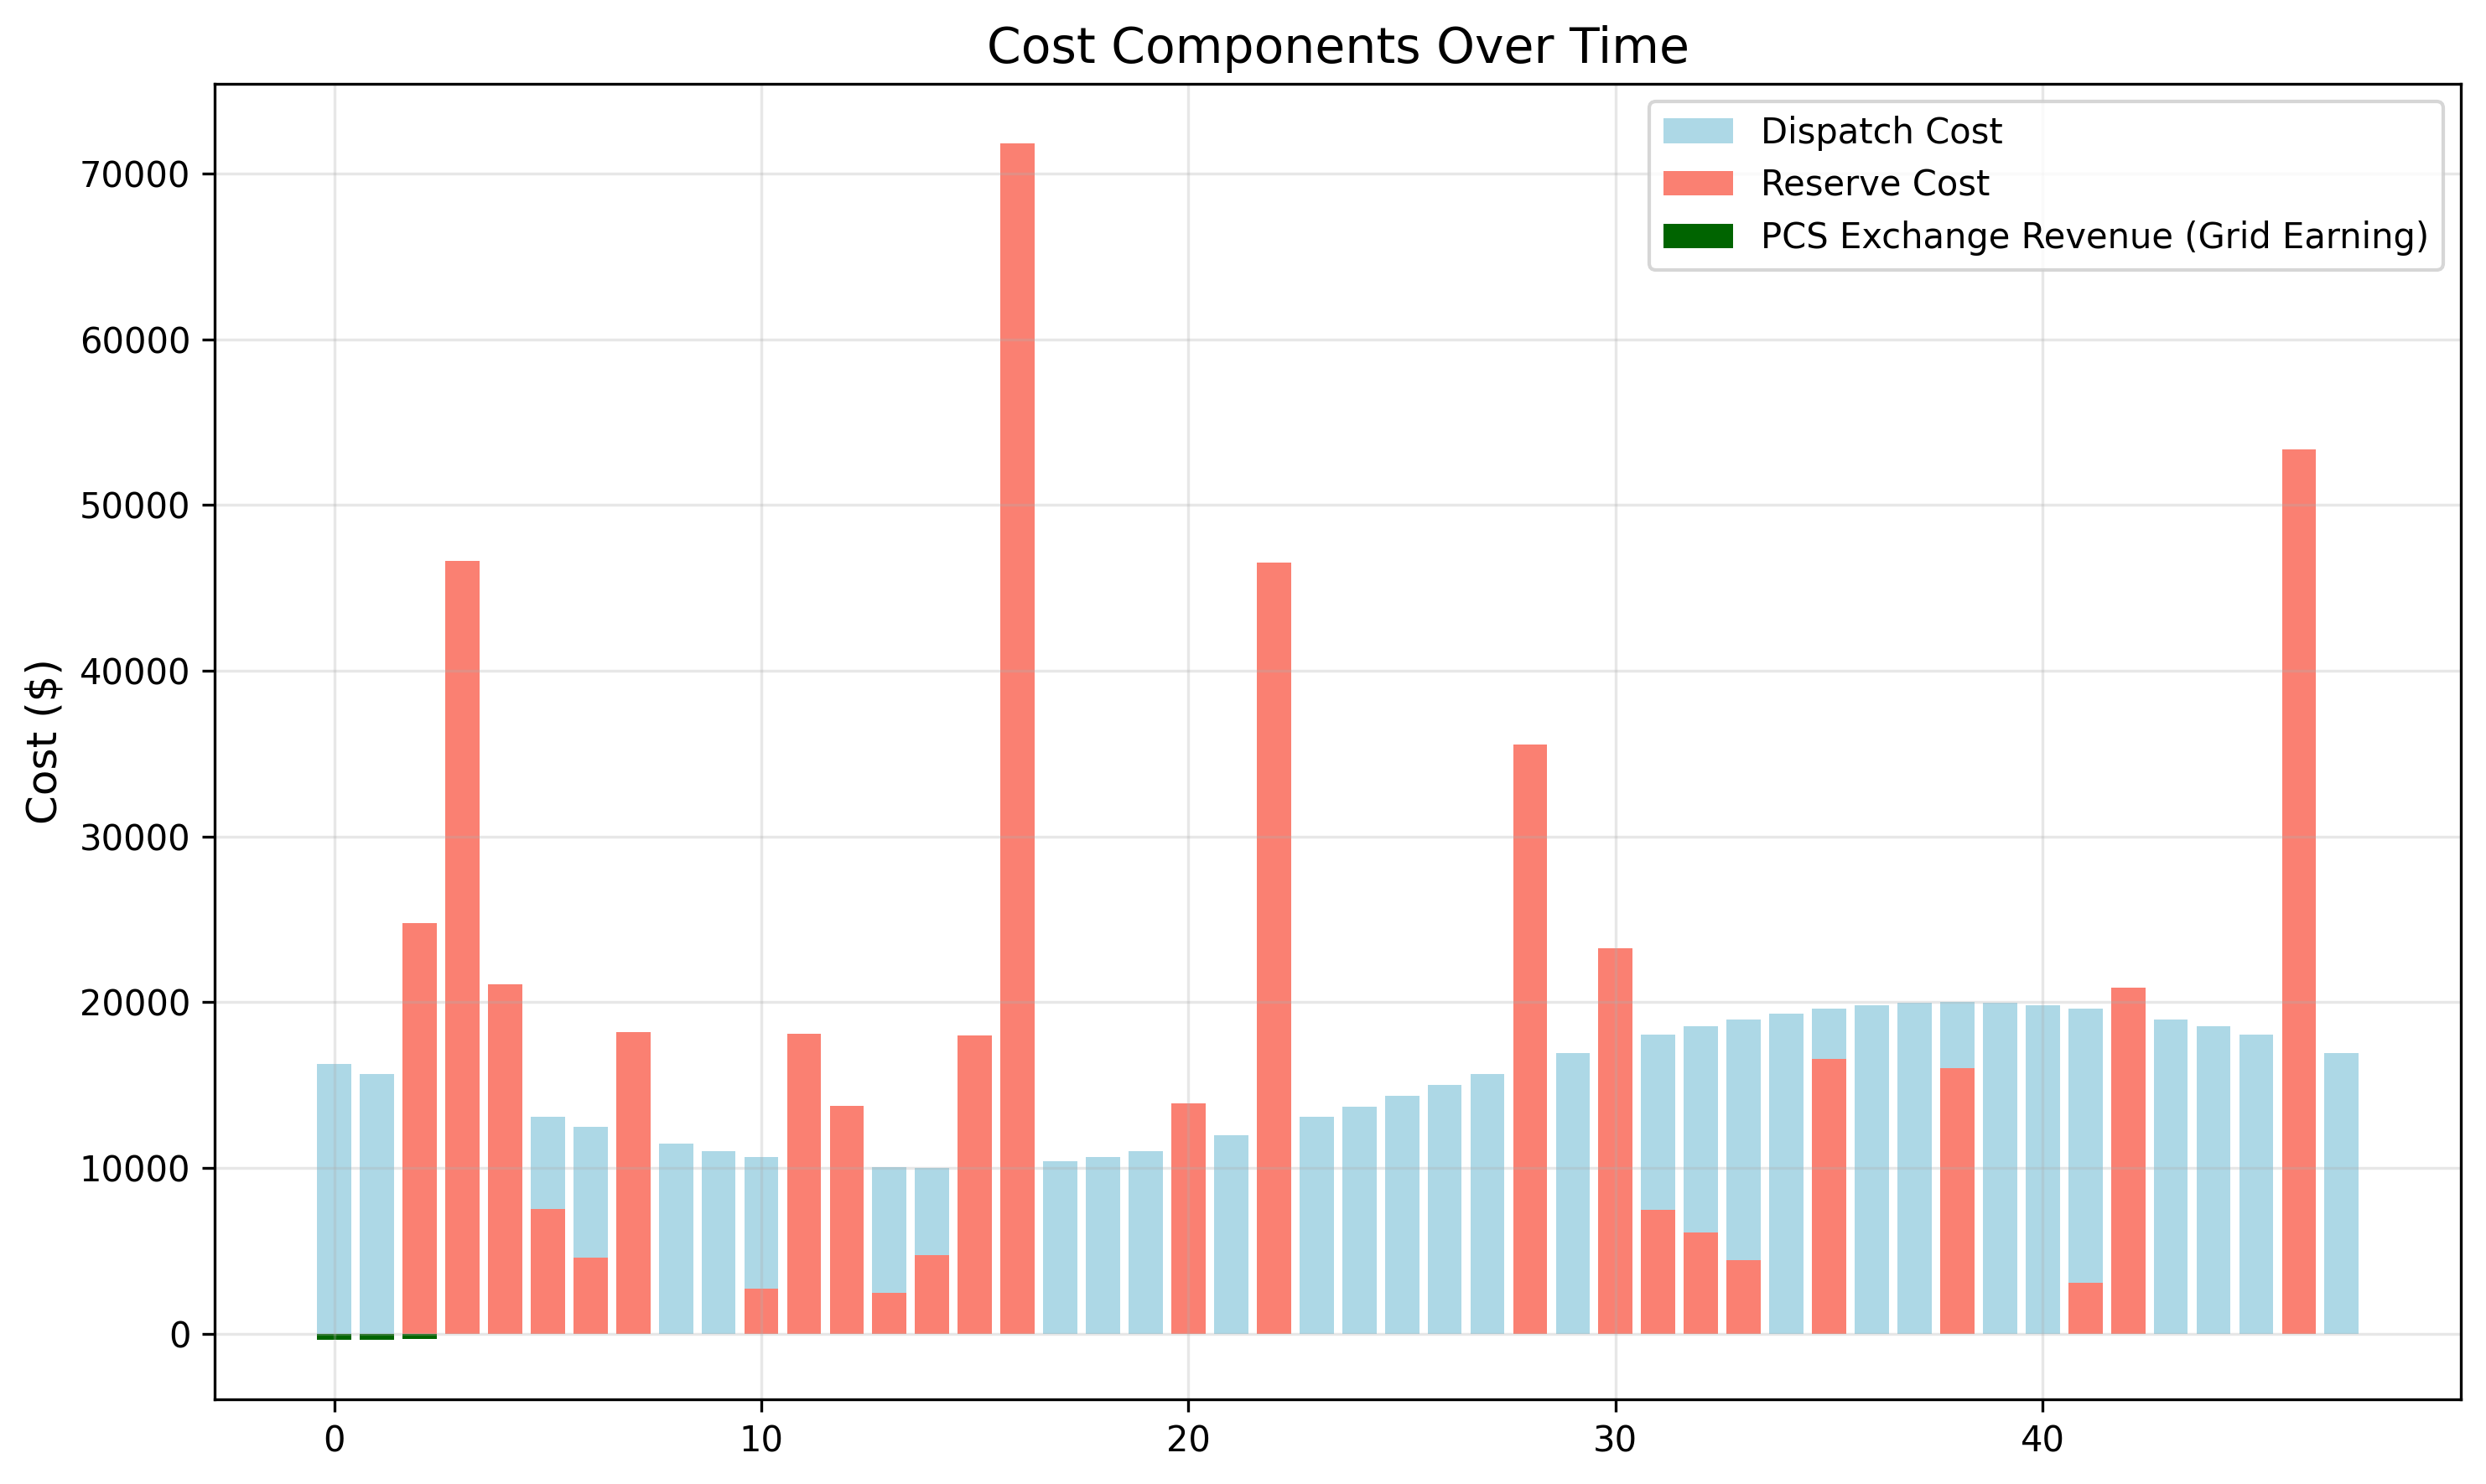 Cost Components Over Time
Dispatch Cost
Reserve Cost
PCS Exchange Revenue (Grid Earning)
Cost ($)
70000
60000
50000
40000
30000
20000
10000
0
0 10 20 30 40